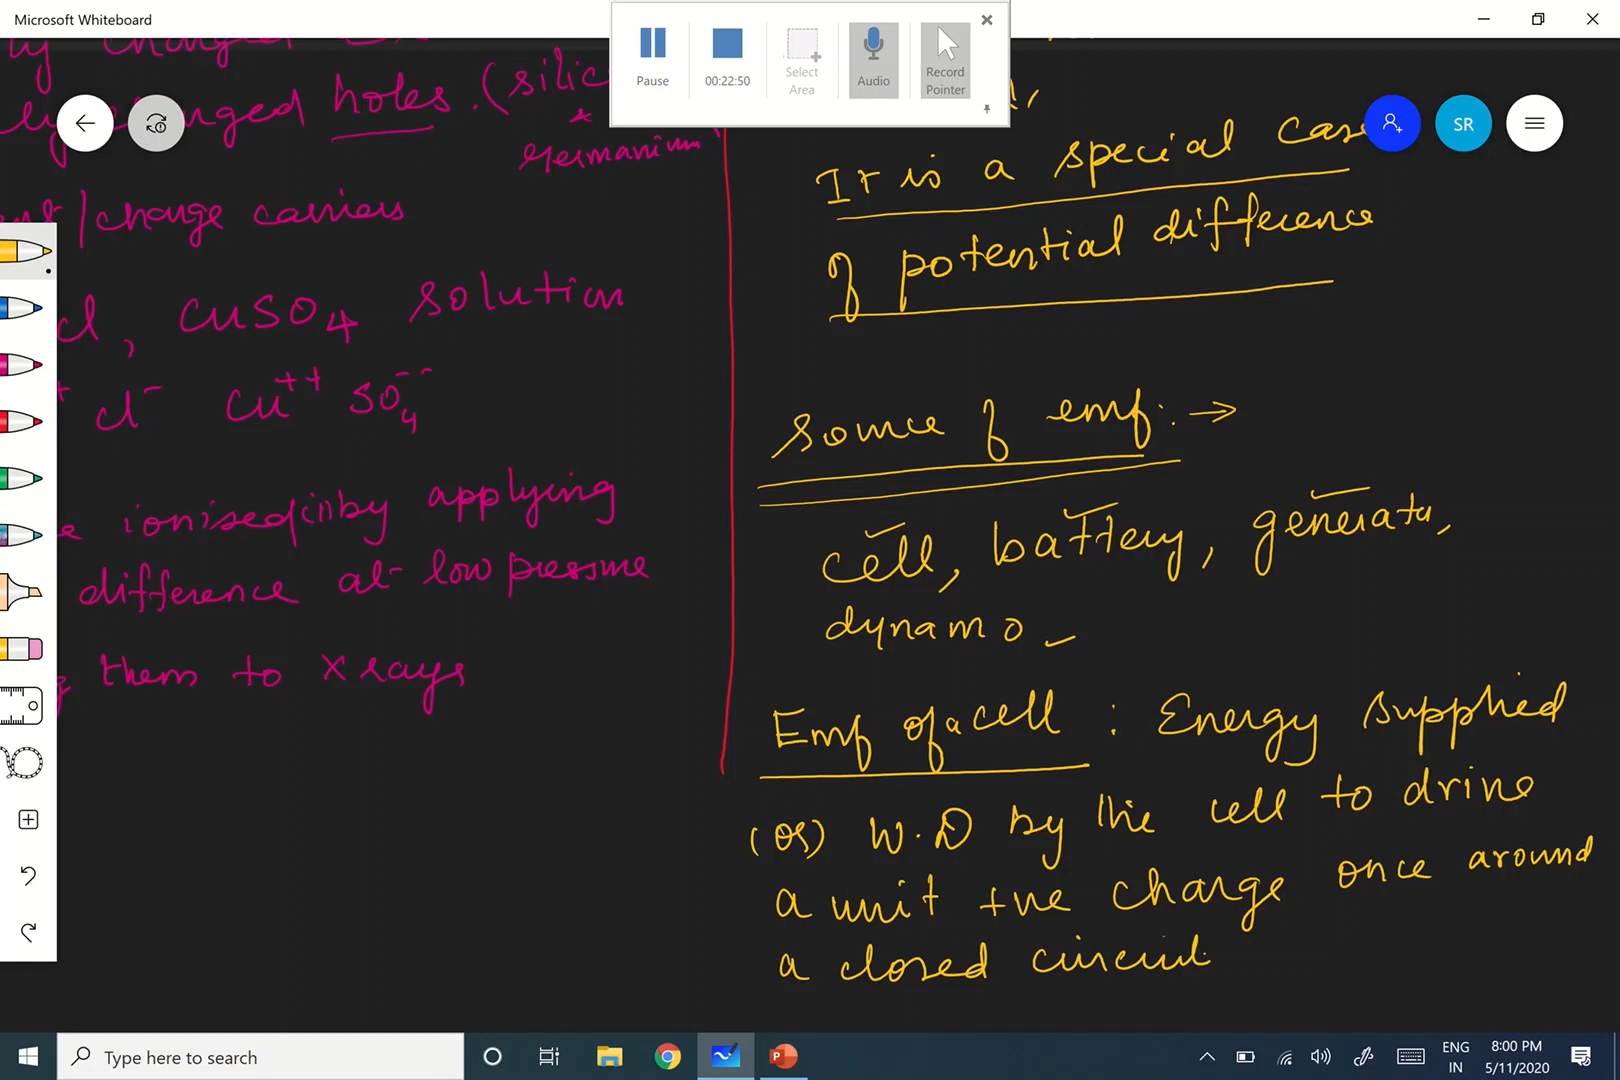 Microsoft Whiteboard
Pause
00:22:50
Select Area
Audio
Record Pointer
SR
holes. (silic
germanium
/charge carriers
cl, CuSO4 solution
+ Cl- Cu++ SO4--
ionised(i) by applying
difference at low pressure
them to X rays
It is a special case
of potential difference
Source of emf: →
cell, battery, generator,
dynamo
Emf of a cell : Energy supplied
(or) W.D by the cell to drive
a unit +ve charge once around
a closed circuit
Type here to search
ENG
IN
8:00 PM
5/11/2020